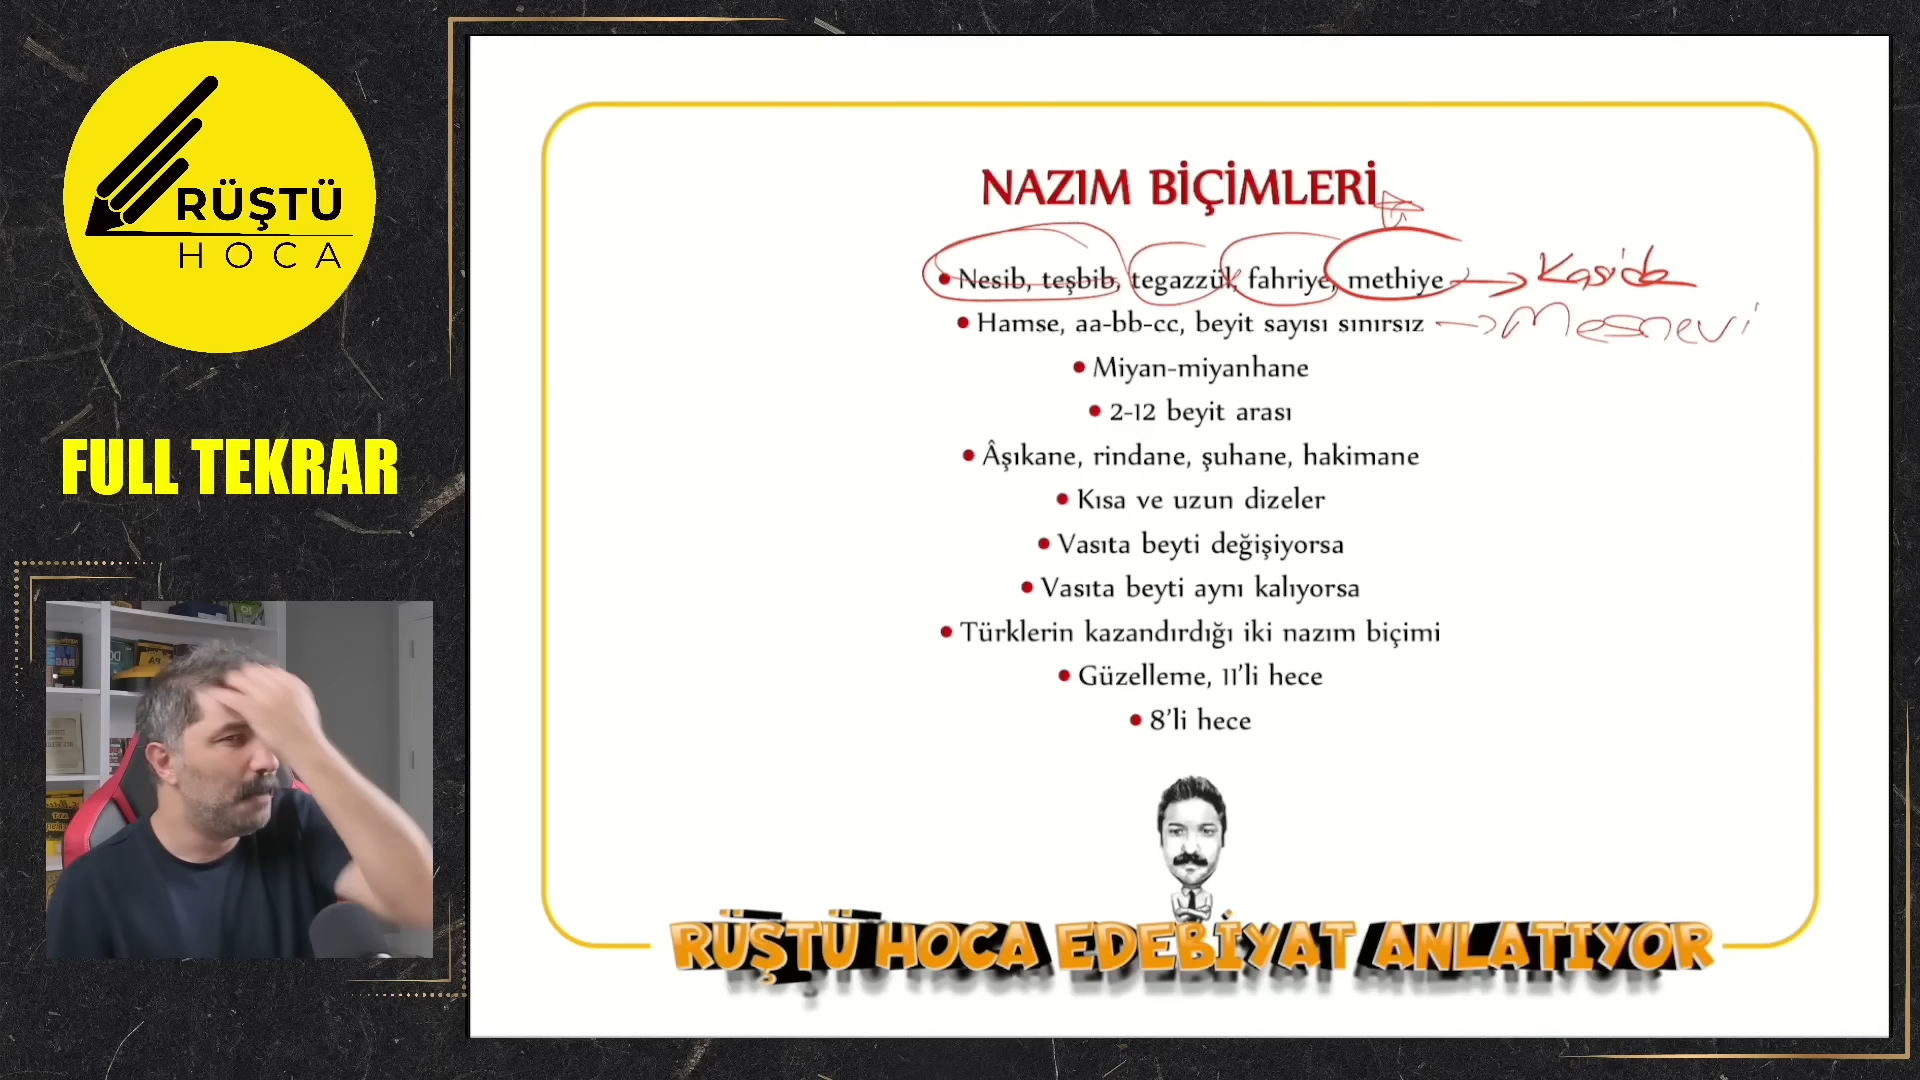 RÜŞTÜ
HOCA
FULL TEKRAR
NAZIM BİÇİMLERİ
• Nesib, teşbib, tegazzük, fahriye, methiye → Kaside
• Hamse, aa-bb-cc, beyit sayısı sınırsız → Mesnevi
• Miyan-miyanhane
• 2-12 beyit arası
• Âşıkane, rindane, şuhane, hakimane
• Kısa ve uzun dizeler
• Vasıta beyti değişiyorsa
• Vasıta beyti aynı kalıyorsa
• Türklerin kazandırdığı iki nazım biçimi
• Güzelleme, 11'li hece
• 8'li hece
RÜŞTÜ HOCA EDEBİYAT ANLATIYOR